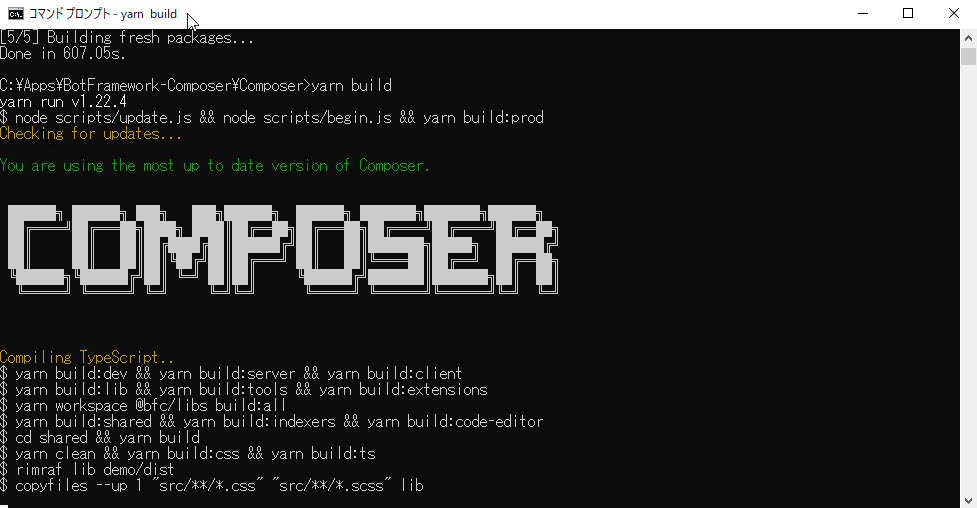 コマンド プロンプト - yarn  build
[5/5] Building fresh packages...
Done in 607.05s.
C:¥Apps¥BotFramework-Composer¥Composer>yarn build
yarn run v1.22.4
$ node scripts/update.js && node scripts/begin.js && yarn build:prod
Checking for updates...
You are using the most up to date version of Composer.
COMPOSER
Compiling TypeScript..
$ yarn build:dev && yarn build:server && yarn build:client
$ yarn build:lib && yarn build:tools && yarn build:extensions
$ yarn workspace @bfc/libs build:all
$ yarn build:shared && yarn build:indexers && yarn build:code-editor
$ cd shared && yarn build
$ yarn clean && yarn build:css && yarn build:ts
$ rimraf lib demo/dist
$ copyfiles --up 1 "src/**/*.css" "src/**/*.scss" lib